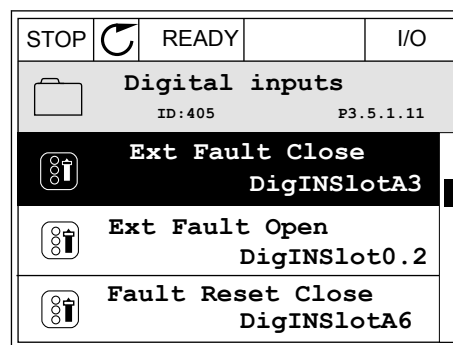 STOP READY I/O
Digital inputs
ID:405 P3.5.1.11
Ext Fault Close
DigINSlotA3
Ext Fault Open
DigINSlot0.2
Fault Reset Close
DigINSlotA6